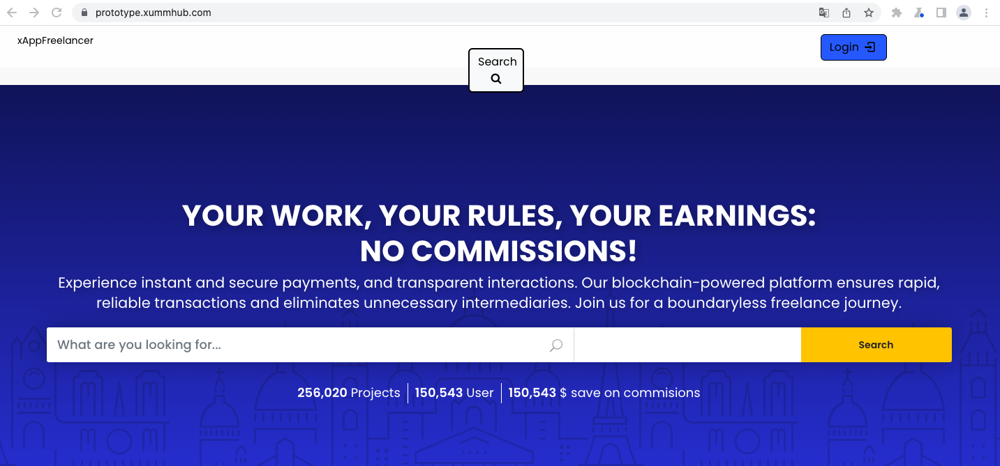 prototype.xummhub.com
xAppFreelancer
Login
Search
YOUR WORK, YOUR RULES, YOUR EARNINGS:
NO COMMISSIONS!
Experience instant and secure payments, and transparent interactions. Our blockchain-powered platform ensures rapid,
reliable transactions and eliminates unnecessary intermediaries. Join us for a boundaryless freelance journey.
What are you looking for...
Search
256,020 Projects 150,543 User 150,543 $ save on commisions